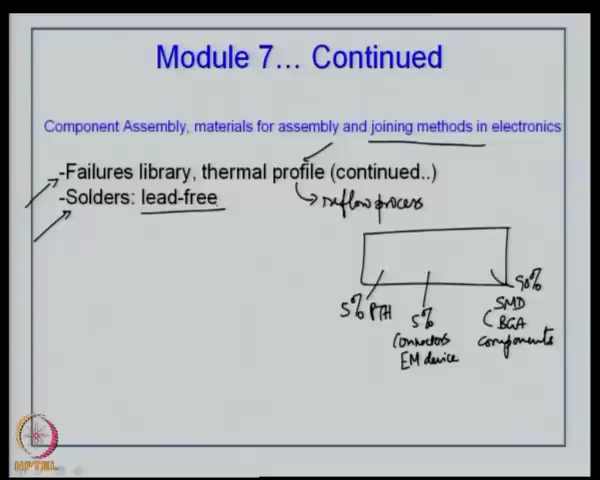 Module 7... Continued
Component Assembly, materials for assembly and joining methods in electronics
-Failures library, thermal profile (continued..)
-Solders: lead-free
reflow process
5% PTH
5%
Connectors
EM device
90%
SMD
BGA
components
NPTEL